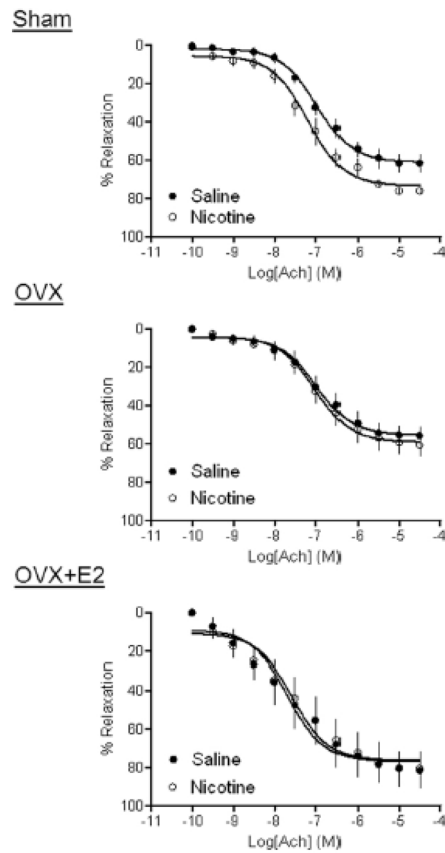 Sham
0
20
40
60
80
100
% Relaxation
Saline
Nicotine
-11 -10 -9 -8 -7 -6 -5 -4
Log[Ach] (M)
OVX
0
20
40
60
80
100
% Relaxation
Saline
Nicotine
-11 -10 -9 -8 -7 -6 -5 -4
Log[Ach] (M)
OVX+E2
0
20
40
60
80
100
% Relaxation
Saline
Nicotine
-11 -10 -9 -8 -7 -6 -5 -4
Log[Ach] (M)